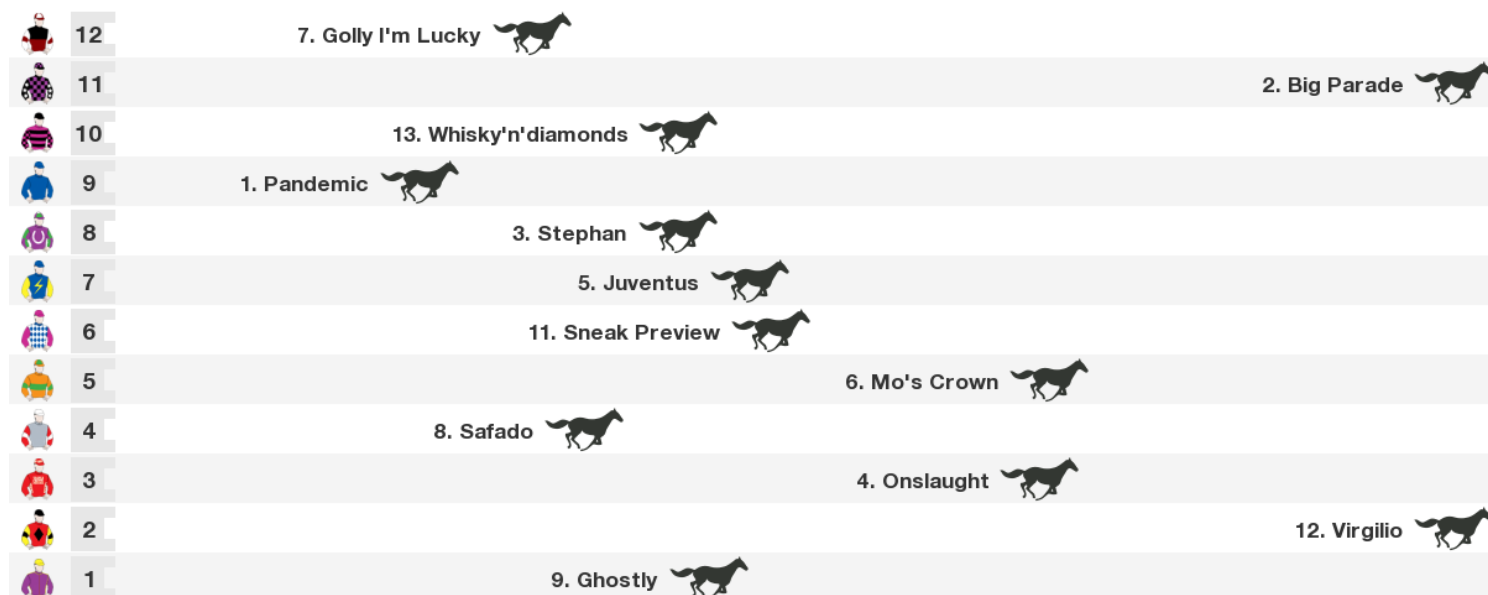 12 7. Golly I'm Lucky
11 2. Big Parade
10 13. Whisky'n'diamonds
9 1. Pandemic
8 3. Stephan
7 5. Juventus
6 11. Sneak Preview
5 6. Mo's Crown
4 8. Safado
3 4. Onslaught
2 12. Virgilio
1 9. Ghostly